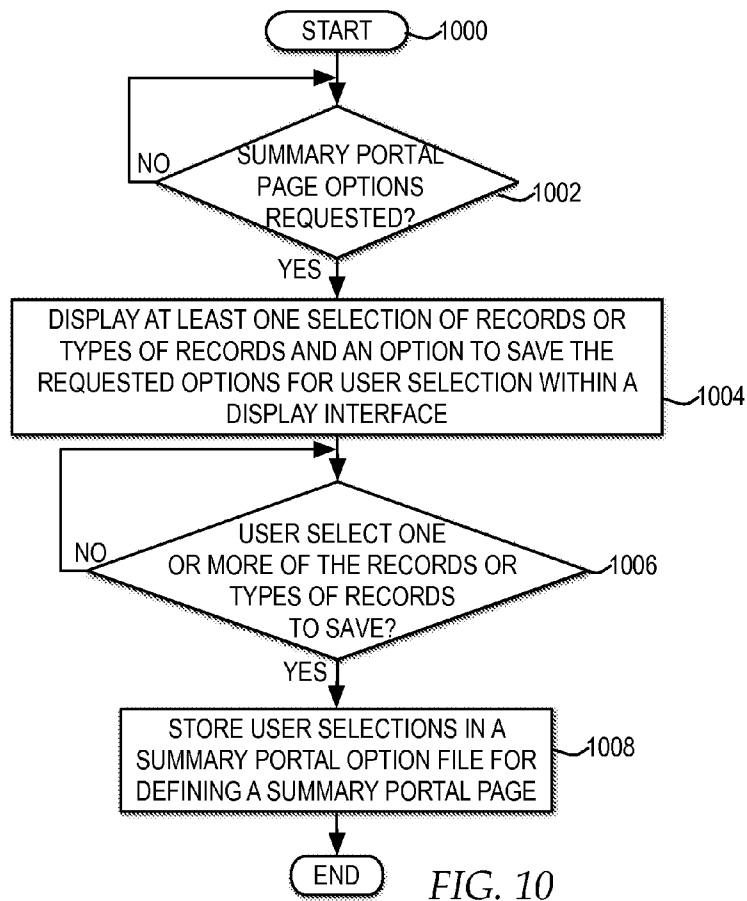 START
1000
NO
SUMMARY PORTAL
PAGE OPTIONS
REQUESTED?
1002
YES
DISPLAY AT LEAST ONE SELECTION OF RECORDS OR
TYPES OF RECORDS AND AN OPTION TO SAVE THE
REQUESTED OPTIONS FOR USER SELECTION WITHIN A
DISPLAY INTERFACE
1004
NO
USER SELECT ONE
OR MORE OF THE RECORDS OR
TYPES OF RECORDS
TO SAVE?
1006
YES
STORE USER SELECTIONS IN A
SUMMARY PORTAL OPTION FILE FOR
DEFINING A SUMMARY PORTAL PAGE
1008
END
FIG. 10